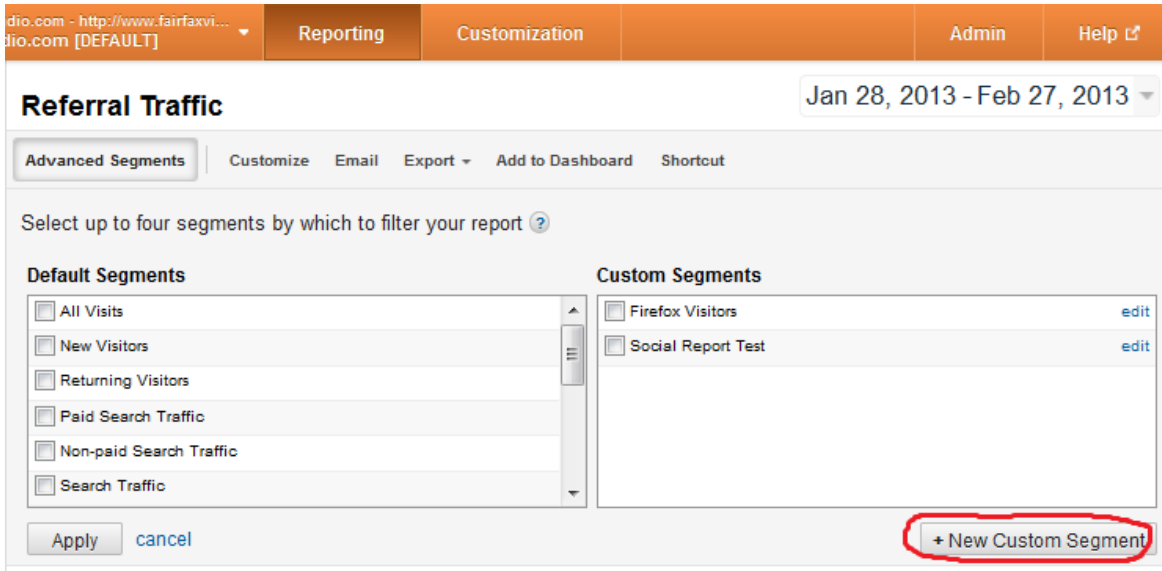 dio.com - http://www.fairfaxvi...
dio.com [DEFAULT]
Reporting
Customization
Admin
Help
Referral Traffic
Jan 28, 2013 - Feb 27, 2013
Advanced Segments
Customize
Email
Export
Add to Dashboard
Shortcut
Select up to four segments by which to filter your report ?
Default Segments
All Visits
New Visitors
Returning Visitors
Paid Search Traffic
Non-paid Search Traffic
Search Traffic
Custom Segments
Firefox Visitors edit
Social Report Test edit
Apply
cancel
+ New Custom Segment